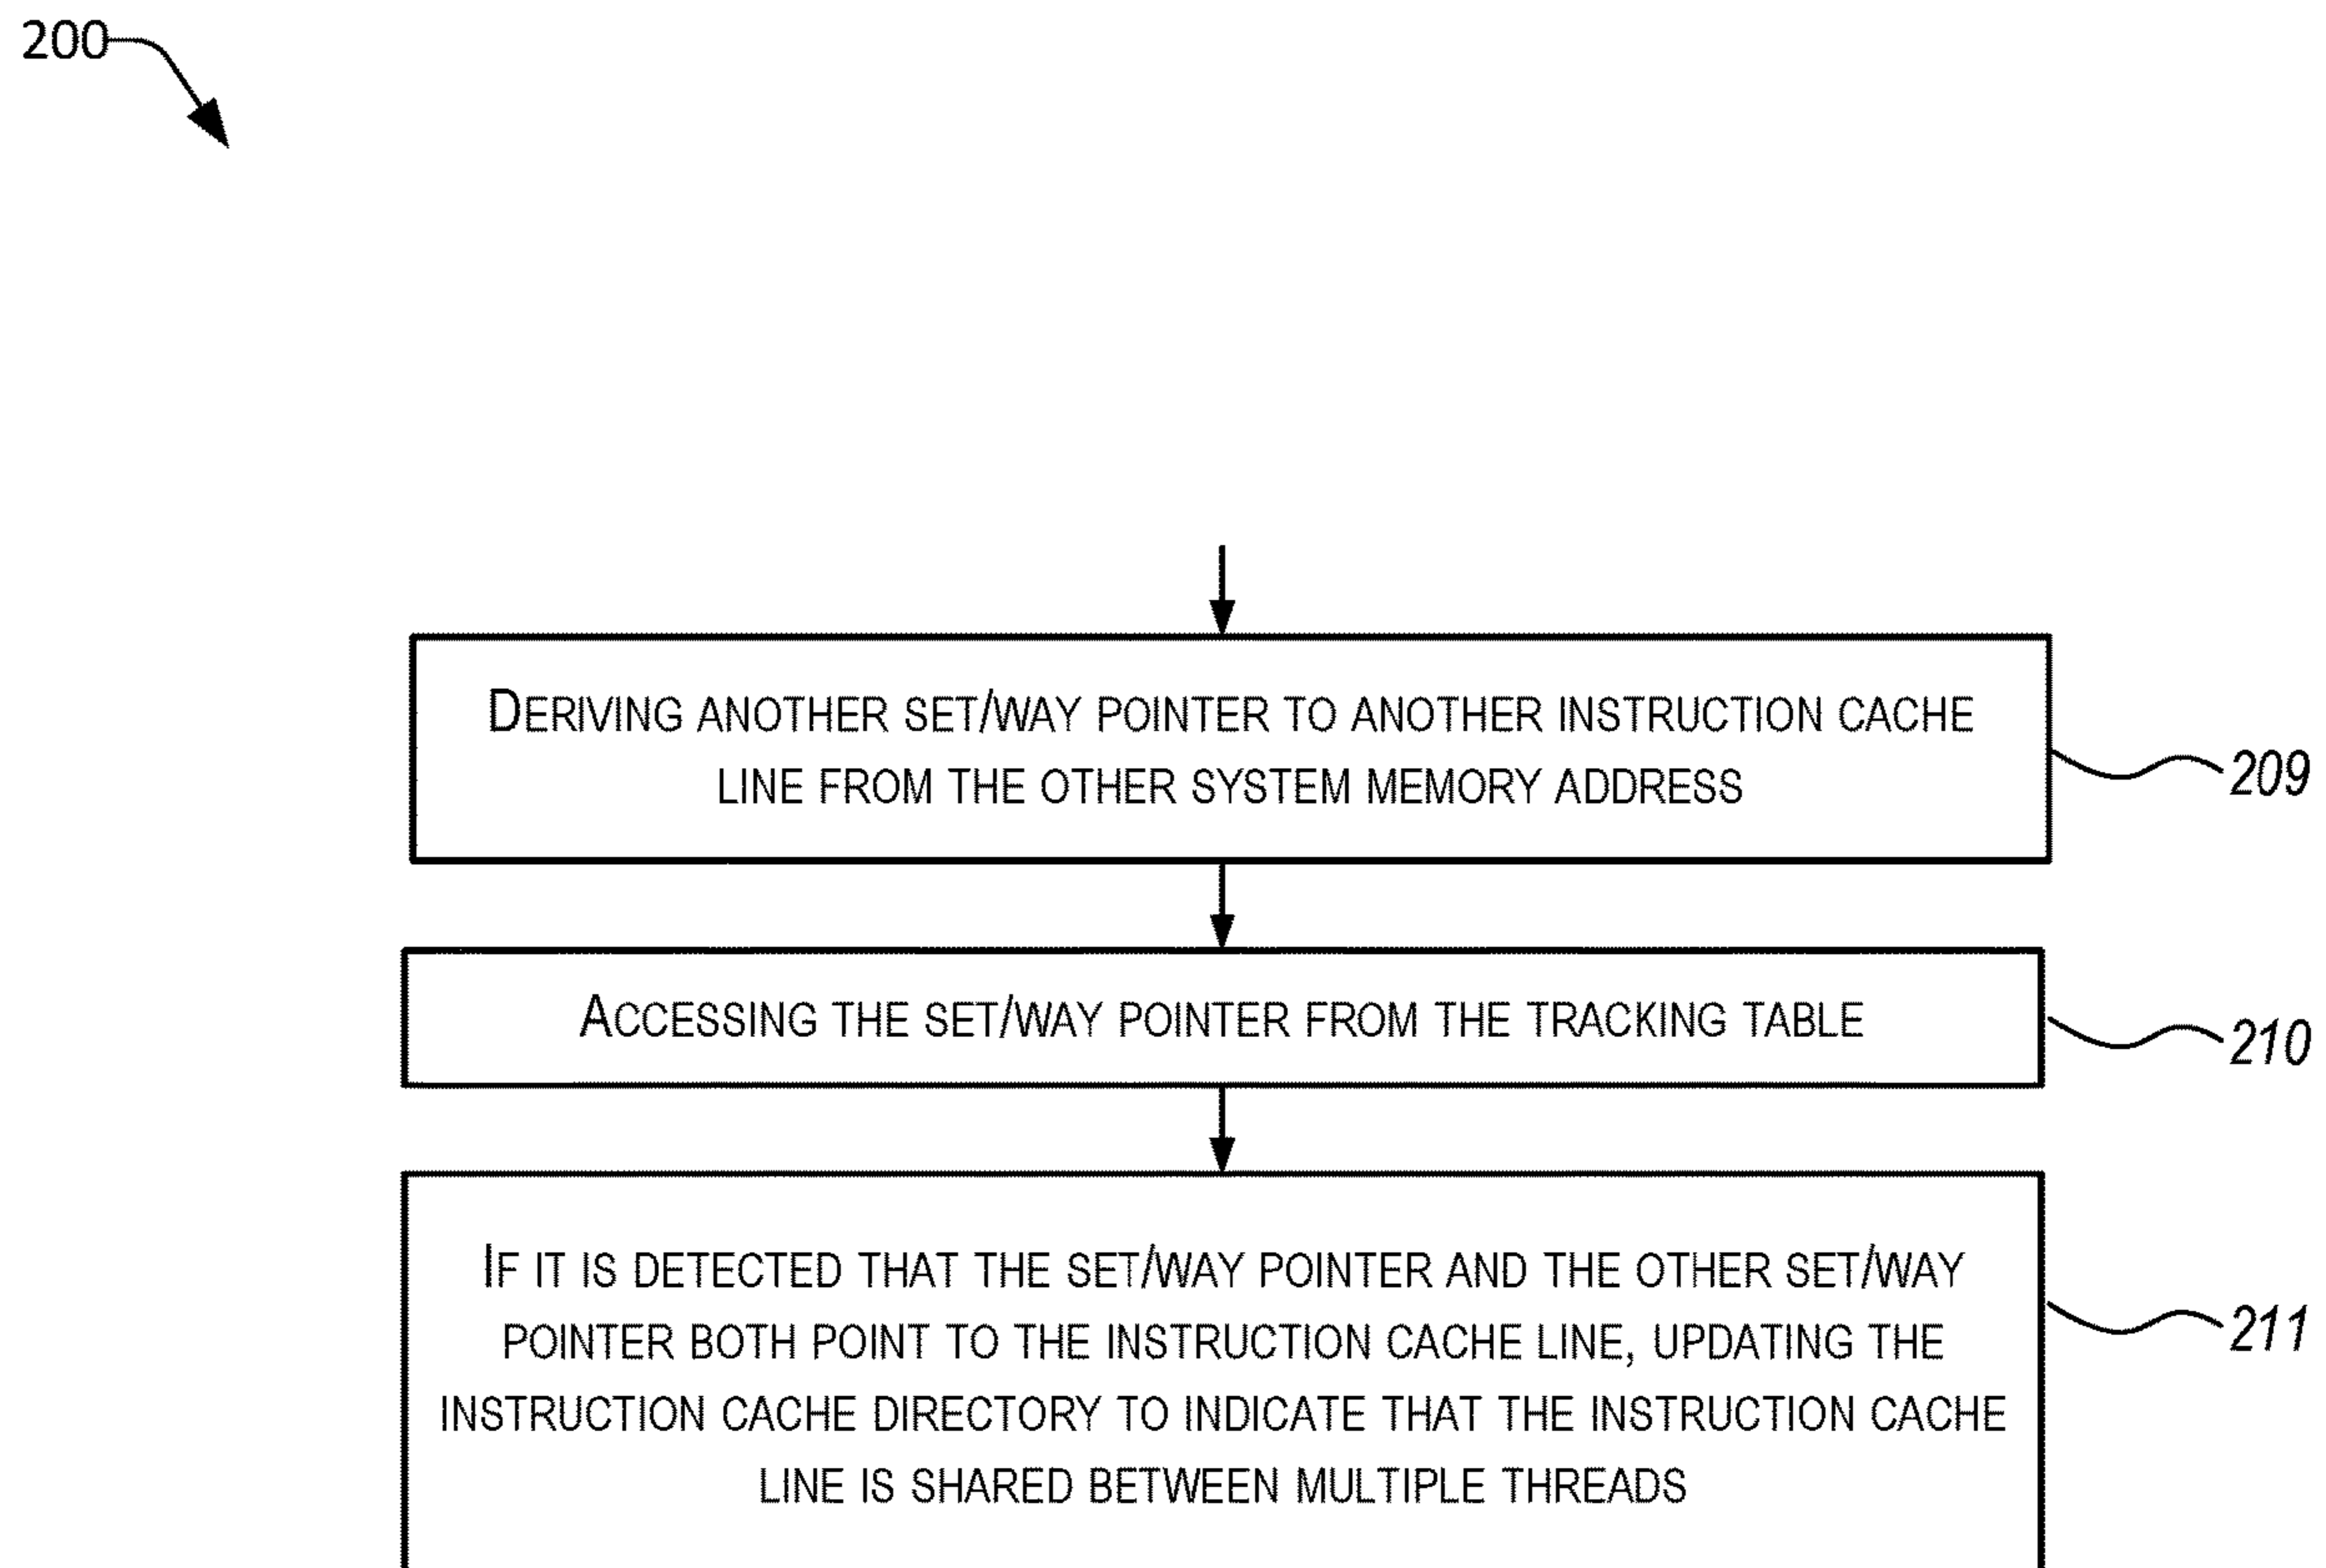 200
DERIVING ANOTHER SET/WAY POINTER TO ANOTHER INSTRUCTION CACHE
LINE FROM THE OTHER SYSTEM MEMORY ADDRESS
209
ACCESSING THE SET/WAY POINTER FROM THE TRACKING TABLE
210
IF IT IS DETECTED THAT THE SET/WAY POINTER AND THE OTHER SET/WAY
POINTER BOTH POINT TO THE INSTRUCTION CACHE LINE, UPDATING THE
INSTRUCTION CACHE DIRECTORY TO INDICATE THAT THE INSTRUCTION CACHE
LINE IS SHARED BETWEEN MULTIPLE THREADS
211